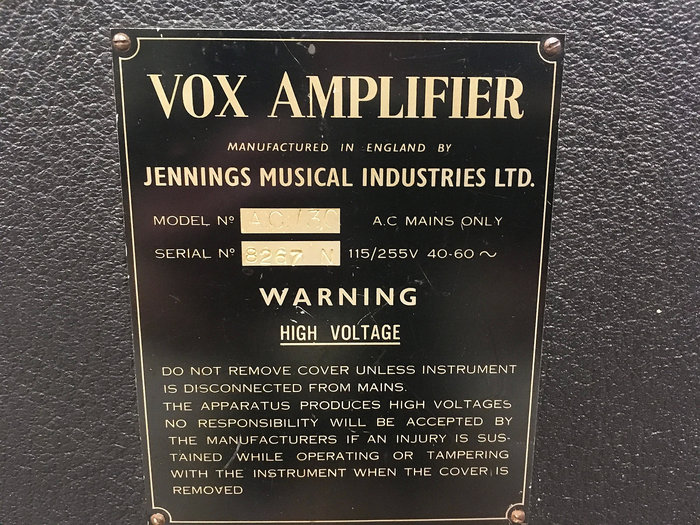 VOX AMPLIFIER
MANUFACTURED IN ENGLAND BY
JENNINGS MUSICAL INDUSTRIES LTD.
MODEL Nº AC/30 A.C MAINS ONLY
SERIAL Nº 8267 N 115/255V 40-60 ~
WARNING
HIGH VOLTAGE
DO NOT REMOVE COVER UNLESS INSTRUMENT
IS DISCONNECTED FROM MAINS.
THE APPARATUS PRODUCES HIGH VOLTAGES
NO RESPONSIBILITY WILL BE ACCEPTED BY
THE MANUFACTURERS IF AN INJURY IS SUS-
TAINED WHILE OPERATING OR TAMPERING
WITH THE INSTRUMENT WHEN THE COVER IS
REMOVED